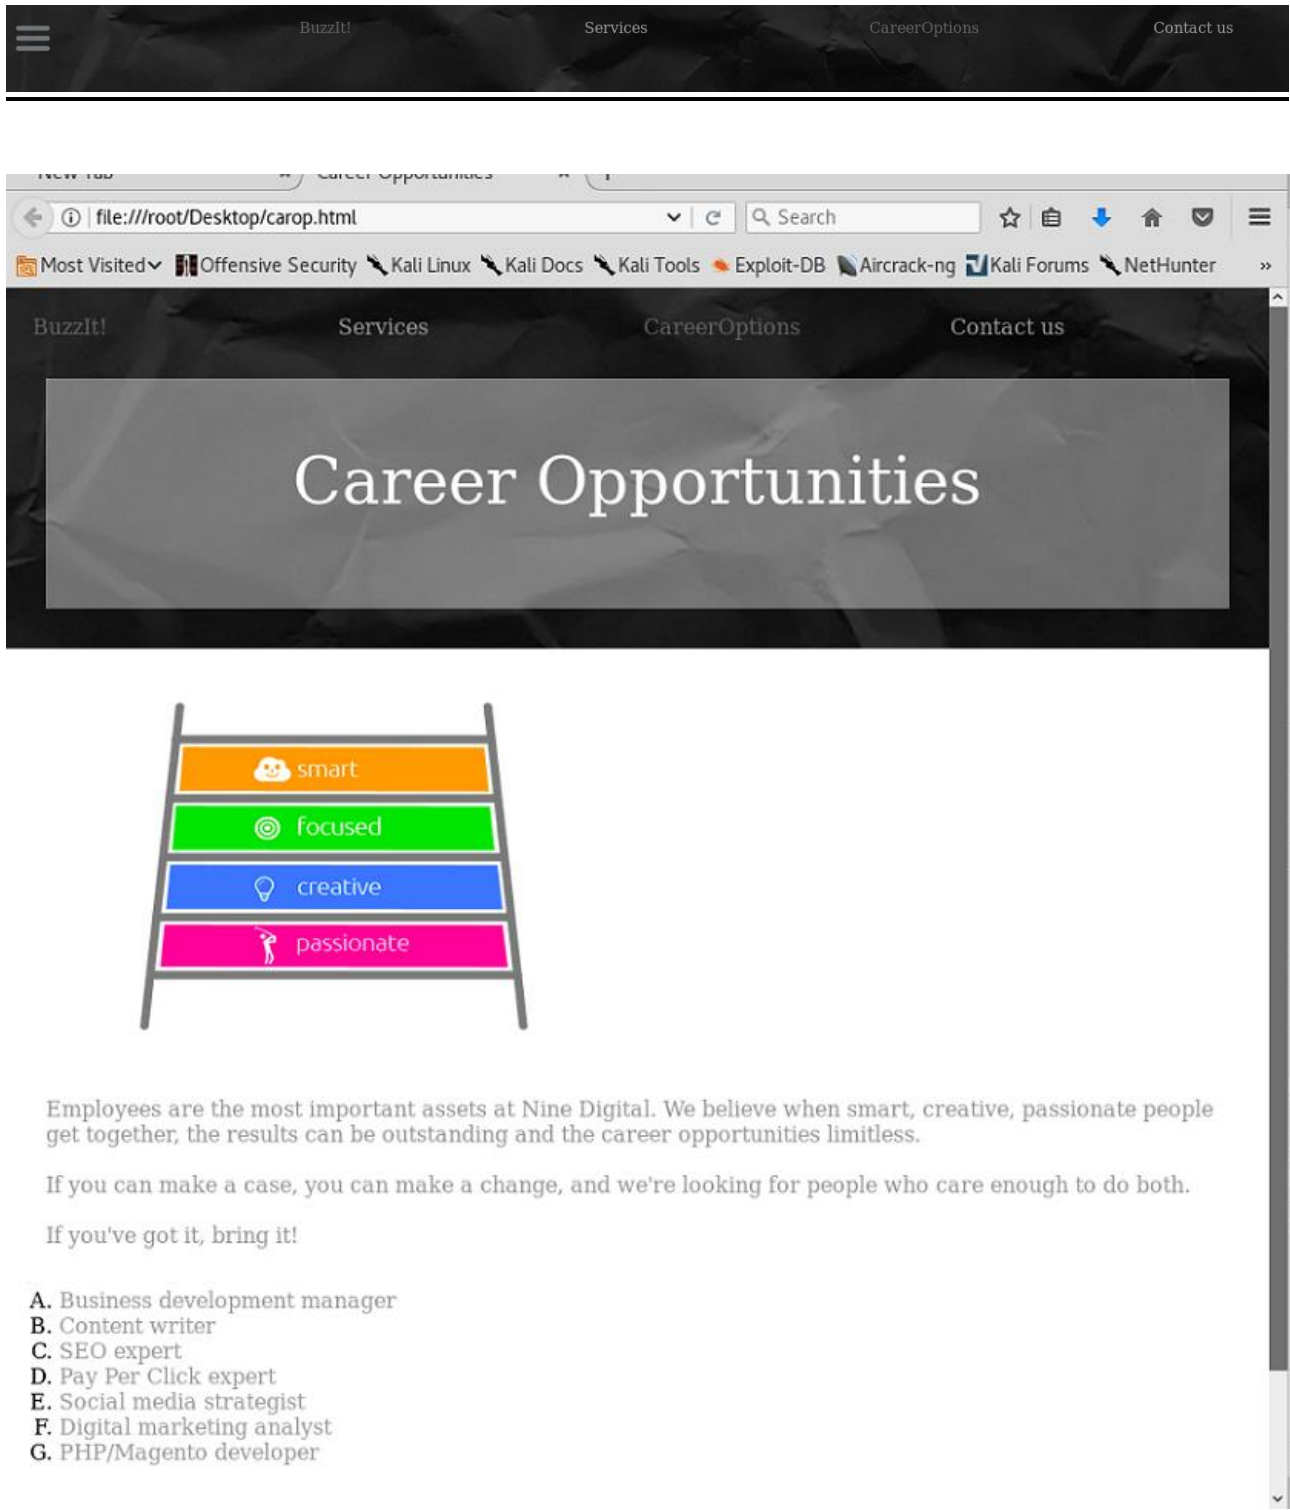 BuzzIt! Services CareerOptions Contact us
New Tab Career Opportunities
file:///root/Desktop/carop.html Search
Most Visited Offensive Security Kali Linux Kali Docs Kali Tools Exploit-DB Aircrack-ng Kali Forums NetHunter »
BuzzIt! Services CareerOptions Contact us
Career Opportunities
smart
focused
creative
passionate
Employees are the most important assets at Nine Digital. We believe when smart, creative, passionate people
get together, the results can be outstanding and the career opportunities limitless.
If you can make a case, you can make a change, and we're looking for people who care enough to do both.
If you've got it, bring it!
A. Business development manager
B. Content writer
C. SEO expert
D. Pay Per Click expert
E. Social media strategist
F. Digital marketing analyst
G. PHP/Magento developer